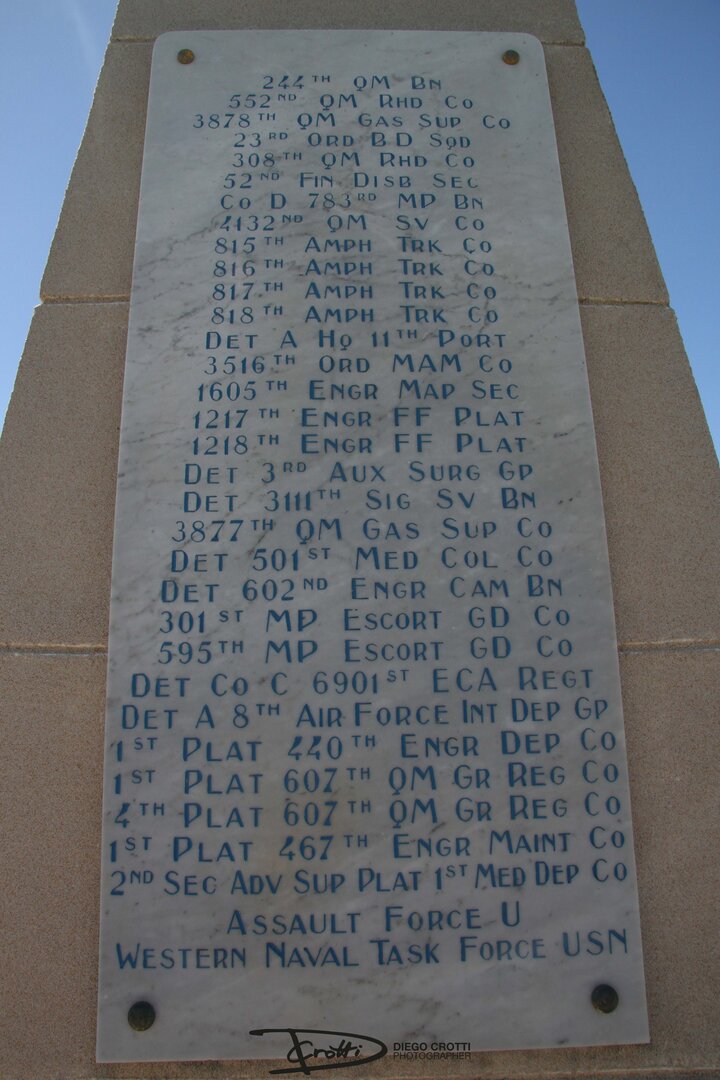 244TH QM BN
552ND QM RHD CO
3878TH QM GAS SUP CO
23RD ORD BD SQD
308TH QM RHD CO
52ND FIN DISB SEC
CO D 783RD MP BN
4132ND QM SV CO
815TH AMPH TRK CO
816TH AMPH TRK CO
817TH AMPH TRK CO
818TH AMPH TRK CO
DET A HQ 11TH PORT
3516TH ORD MAM CO
1605TH ENGR MAP SEC
1217TH ENGR FF PLAT
1218TH ENGR FF PLAT
DET 3RD AUX SURG GP
DET 3111TH SIG SV BN
3877TH QM GAS SUP CO
DET 501ST MED COL CO
DET 602ND ENGR CAM BN
301ST MP ESCORT GD CO
595TH MP ESCORT GD CO
DET CO C 6901ST ECA REGT
DET A 8TH AIR FORCE INT DEP GP
1ST PLAT 440TH ENGR DEP CO
1ST PLAT 607TH QM GR REG CO
4TH PLAT 607TH QM GR REG CO
1ST PLAT 467TH ENGR MAINT CO
2ND SEC ADV SUP PLAT 1ST MED DEP CO
ASSAULT FORCE U
WESTERN NAVAL TASK FORCE USN
DCrotti DIEGO CROTTI
PHOTOGRAPHER